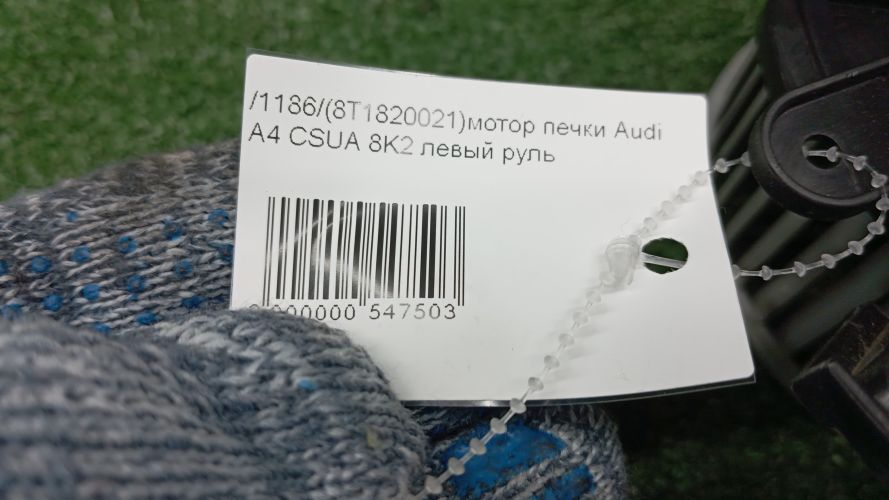 /1186/(8T1820021)мотор печки Audi
A4 CSUA 8K2 левый руль
000000 547503